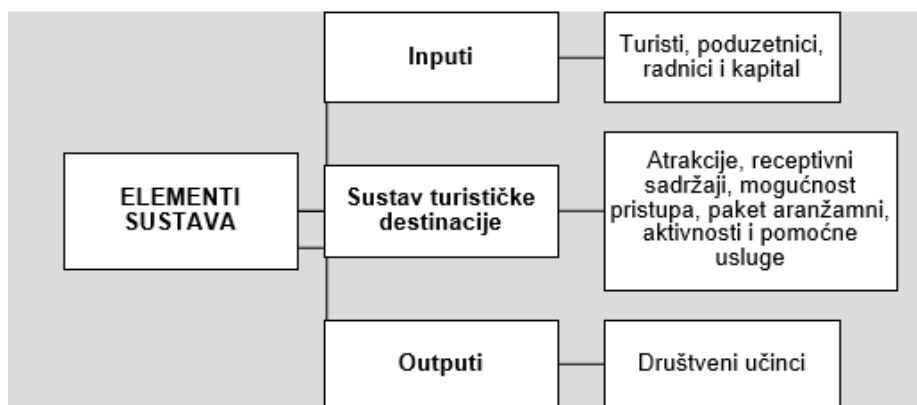 Inputi
Turisti, poduzetnici,
radnici i kapital
ELEMENTI
SUSTAVA
Sustav turističke
destinacije
Atrakcije, receptivni
sadržaji, mogućnost
pristupa, paket aranžamni,
aktivnosti i pomoćne
usluge
Outputi
Društveni učinci